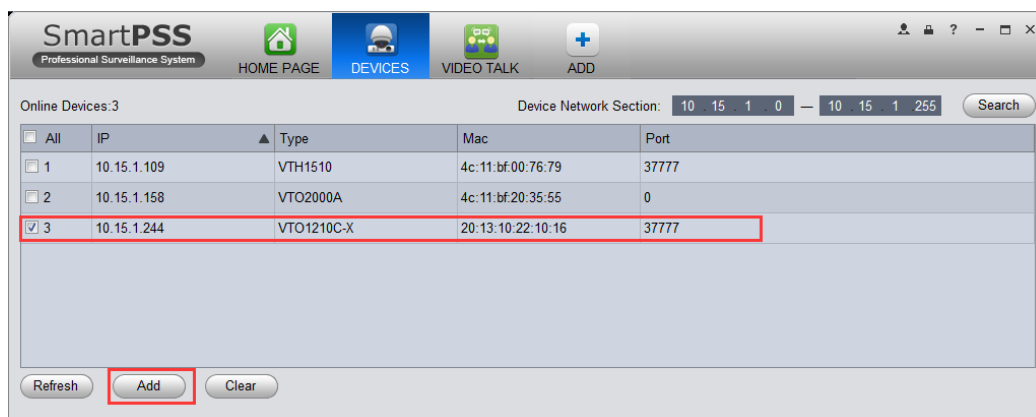 SmartPSS
Professional Surveillance System
HOME PAGE DEVICES VIDEO TALK ADD
?
Online Devices:3 Device Network Section: 10 . 15 . 1 . 0 — 10 . 15 . 1 . 255 Search
All IP Type Mac Port
1 10.15.1.109 VTH1510 4c:11:bf:00:76:79 37777
2 10.15.1.158 VTO2000A 4c:11:bf:20:35:55 0
3 10.15.1.244 VTO1210C-X 20:13:10:22:10:16 37777
Refresh Add Clear